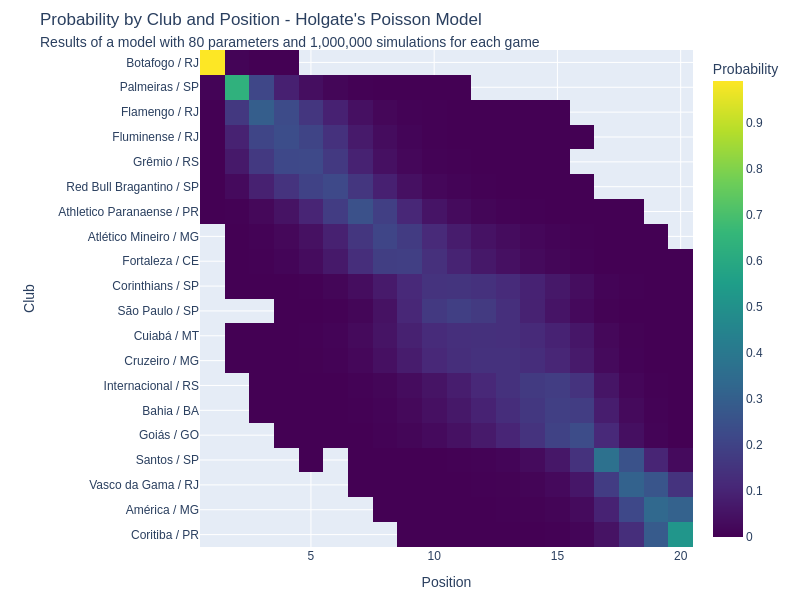 Probability by Club and Position - Holgate's Poisson Model
Results of a model with 80 parameters and 1,000,000 simulations for each game
Probability
Club
Botafogo / RJ
Palmeiras / SP
Flamengo / RJ
Fluminense / RJ
Grêmio / RS
Red Bull Bragantino / SP
Athletico Paranaense / PR
Atlético Mineiro / MG
Fortaleza / CE
Corinthians / SP
São Paulo / SP
Cuiabá / MT
Cruzeiro / MG
Internacional / RS
Bahia / BA
Goiás / GO
Santos / SP
Vasco da Gama / RJ
América / MG
Coritiba / PR
0.9
0.8
0.7
0.6
0.5
0.4
0.3
0.2
0.1
0
5 10 15 20
Position